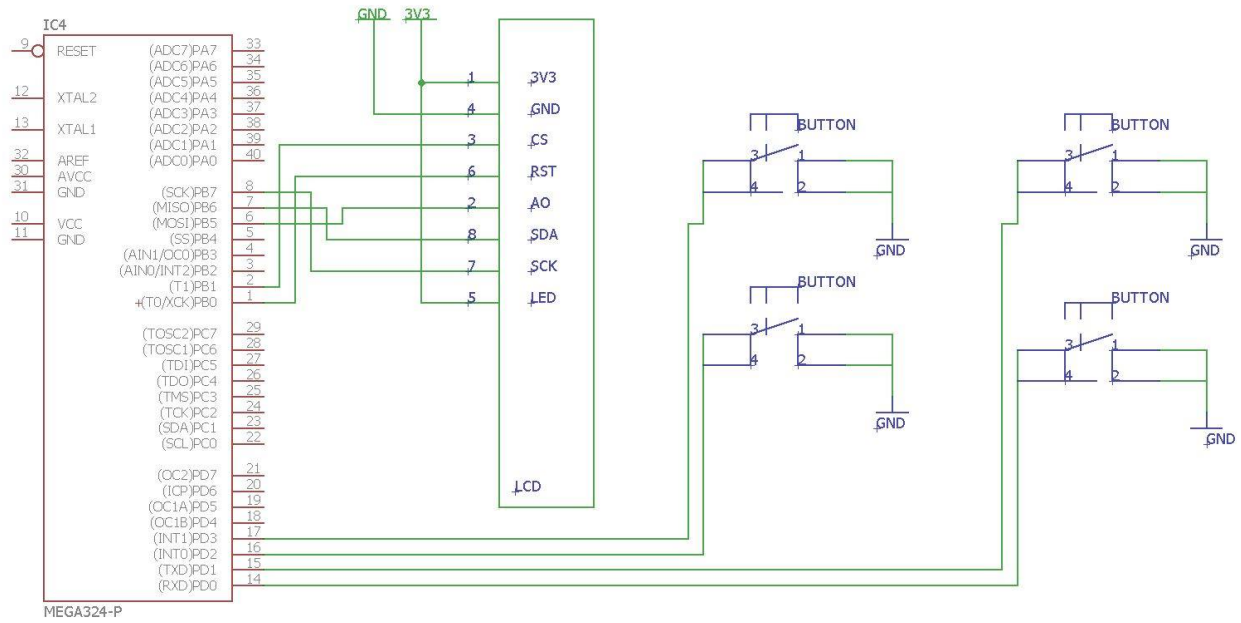 IC4
9 RESET
12 XTAL2
13 XTAL1
32 AREF
30 AVCC
31 GND
10 VCC
11 GND
(ADC7)PA7 33
(ADC6)PA6 34
(ADC5)PA5 35
(ADC4)PA4 36
(ADC3)PA3 37
(ADC2)PA2 38
(ADC1)PA1 39
(ADC0)PA0 40
(SCK)PB7 8
(MISO)PB6 7
(MOSI)PB5 6
(SS)PB4 5
(AIN1/OC0)PB3 4
(AIN0/INT2)PB2 3
(T1)PB1 2
(T0/XCK)PB0 1
(TOSC2)PC7 29
(TOSC1)PC6 28
(TDI)PC5 27
(TDO)PC4 26
(TMS)PC3 25
(TCK)PC2 24
(SDA)PC1 23
(SCL)PC0 22
(OC2)PD7 21
(ICP)PD6 20
(OC1A)PD5 19
(OC1B)PD4 18
(INT1)PD3 17
(INT0)PD2 16
(TXD)PD1 15
(RXD)PD0 14
MEGA324-P
GND 3V3
1 3V3
4 GND
3 CS
6 RST
2 AO
8 SDA
7 SCK
5 LED
LCD
BUTTON
3 1
4 2
GND
BUTTON
3 1
4 2
GND
BUTTON
3 1
4 2
GND
BUTTON
3 1
4 2
GND